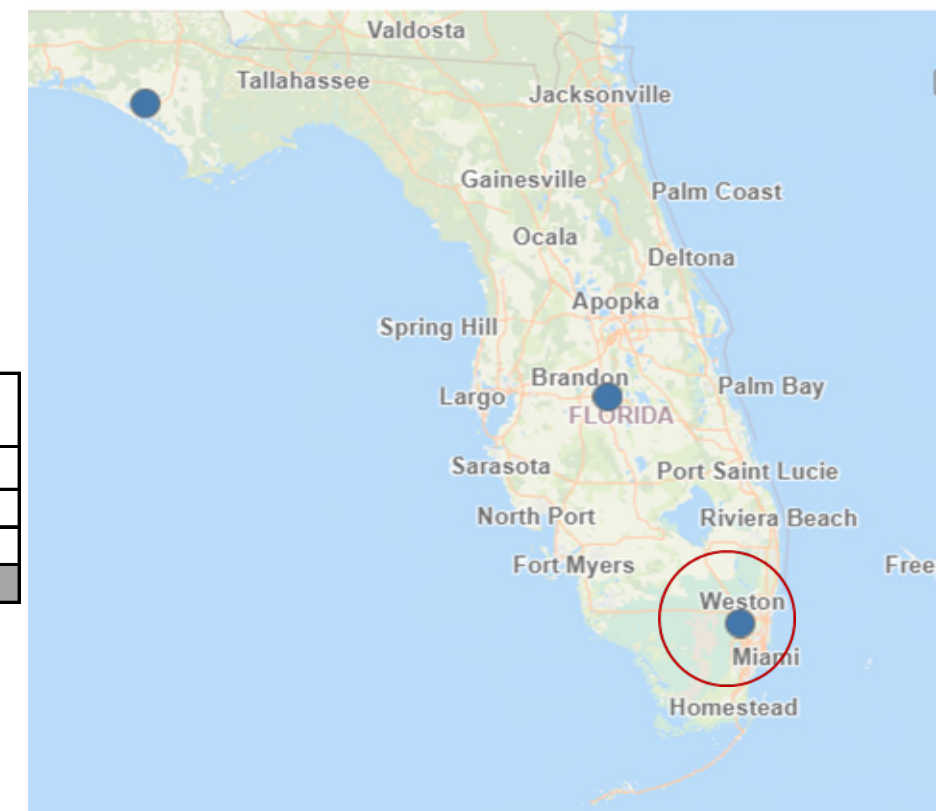 Valdosta
Tallahassee
Jacksonville
Gainesville
Palm Coast
Ocala
Deltona
Apopka
Spring Hill
Brandon
Palm Bay
Largo
FLORIDA
Sarasota
Port Saint Lucie
North Port
Riviera Beach
Fort Myers
Free
Weston
Miami
Homestead